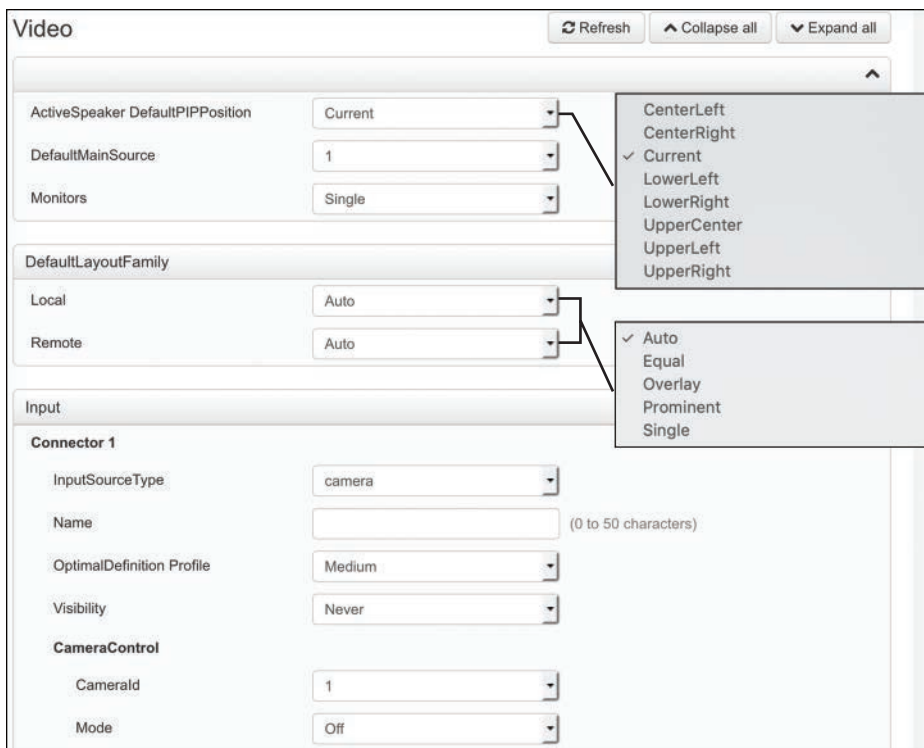 Video
Refresh
Collapse all
Expand all
ActiveSpeaker DefaultPIPPosition
Current
DefaultMainSource
1
Monitors
Single
CenterLeft
CenterRight
✓ Current
LowerLeft
LowerRight
UpperCenter
UpperLeft
UpperRight
DefaultLayoutFamily
Local
Auto
Remote
Auto
✓ Auto
Equal
Overlay
Prominent
Single
Input
Connector 1
InputSourceType
camera
Name
(0 to 50 characters)
OptimalDefinition Profile
Medium
Visibility
Never
CameraControl
CameraId
1
Mode
Off